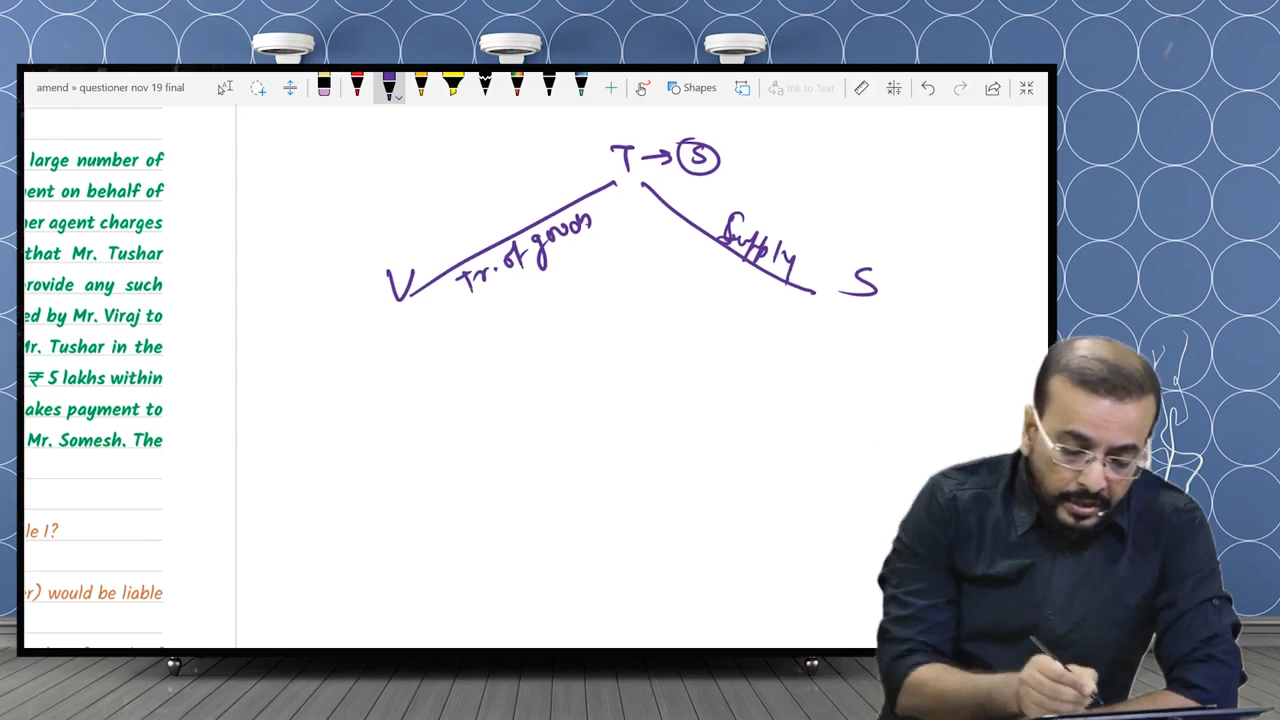 amend » questioner nov 19 final
Shapes
Ink to Text
large number of
ent on behalf of
er agent charges
that Mr. Tushar
rovide any such
ed by Mr. Viraj to
r. Tushar in the
₹ 5 lakhs within
akes payment to
Mr. Somesh. The
le I?
r) would be liable
T → 5
Tr. of goods
Supply
V
S